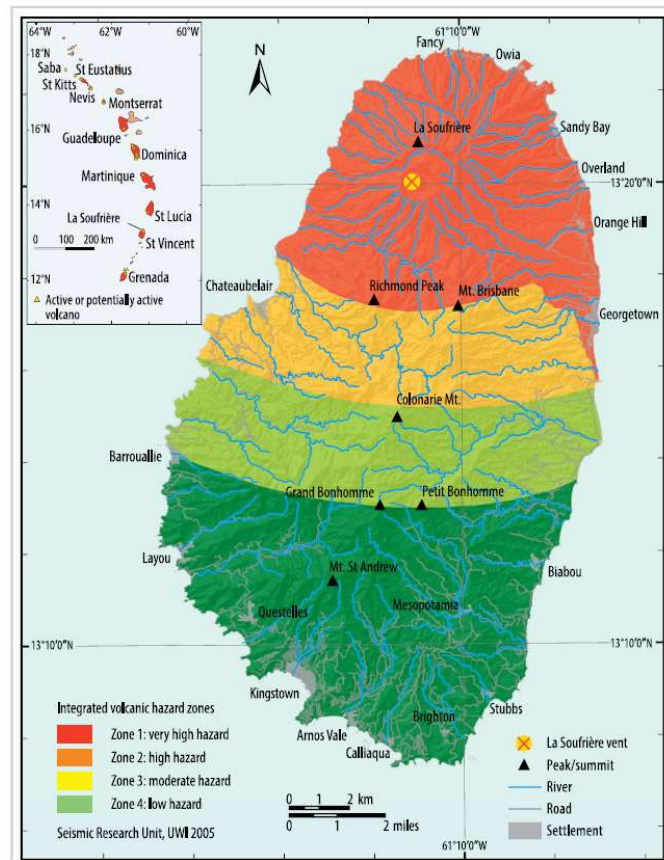 64°W
62°W
60°W
18°N
16°N
14°N
12°N
Saba
St Eustatius
St Kitts
Nevis
Montserrat
Guadeloupe
Dominica
Martinique
St Lucia
La Soufrière
0 100 200 km
St Vincent
Grenada
Active or potentially active
volcano
N
61°10'0"W
Fancy
Owia
La Soufrière
Sandy Bay
Overland
13°20'0"N
Orange Hill
Chateaubelair
Richmond Peak
Mt. Brisbane
Georgetown
Colonarie Mt.
Barrouallie
Grand Bonhomme
Petit Bonhomme
Layou
Mt. St Andrew
Biabou
Questelles
Mesopotamia
13°10'0"N
13°10'0"N
Kingstown
Stubbs
Brighton
Arnos Vale
Calliaqua
Integrated volcanic hazard zones
Zone 1: very high hazard
Zone 2: high hazard
Zone 3: moderate hazard
Zone 4: low hazard
Seismic Research Unit, UWI 2005
0 1 2 km
0 1 2 miles
La Soufrière vent
Peak/summit
River
Road
Settlement
61°10'0"W